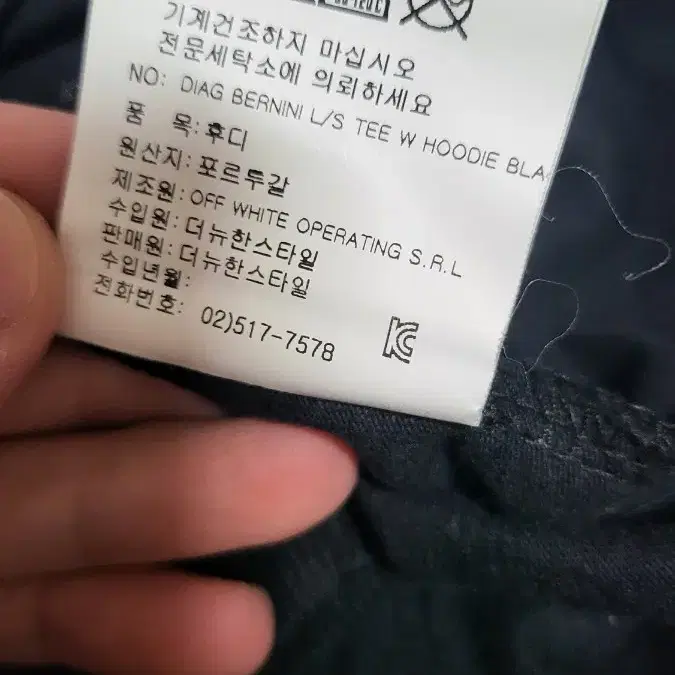 기계건조하지 마십시오
전문세탁소에 의뢰하세요
NO: DIAG BERNINI L/S TEE W HOODIE BLA
품 목:후디
원산지:포르투갈
제조원:OFF WHITE OPERATING S.R.L
수입원:더뉴한스타일
판매원:더뉴한스타일
수입년월:
전화번호: 02)517-7578